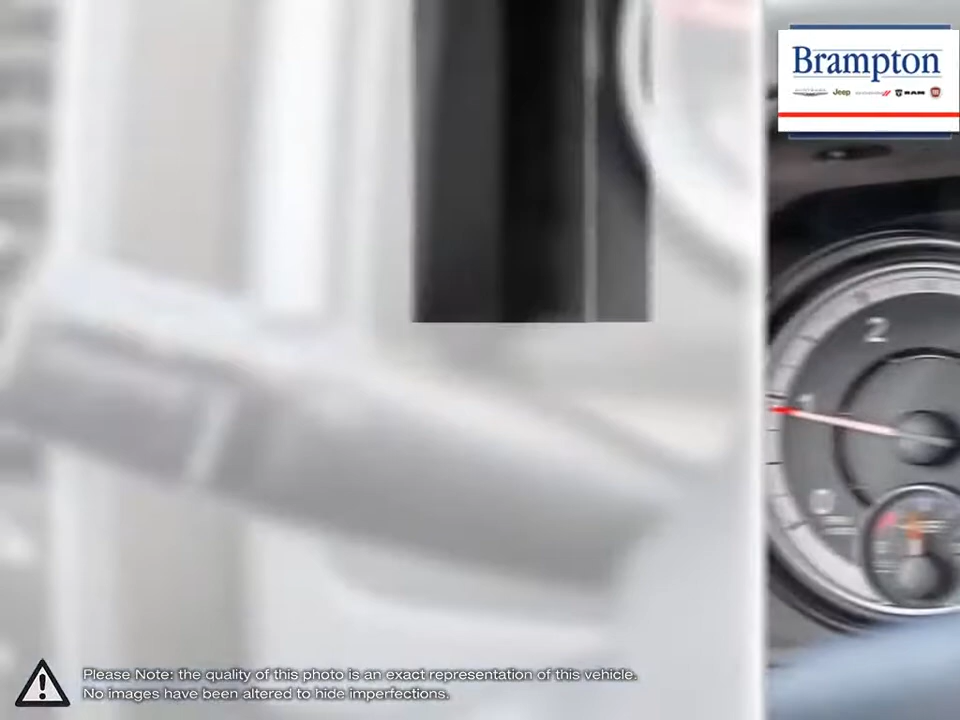 Brampton
Jeep
RAM
2
1
0
Please Note: the quality of this photo is an exact representation of this vehicle.
No images have been altered to hide imperfections.